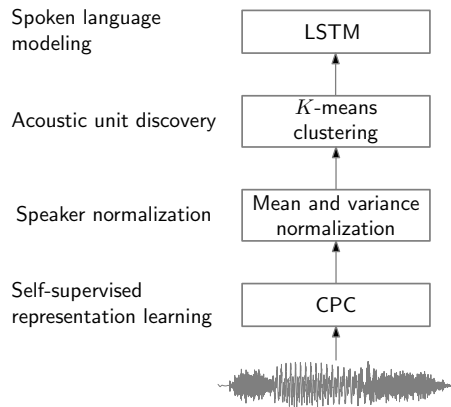 Spoken language
modeling
LSTM
Acoustic unit discovery
K-means
clustering
Speaker normalization
Mean and variance
normalization
Self-supervised
representation learning
CPC